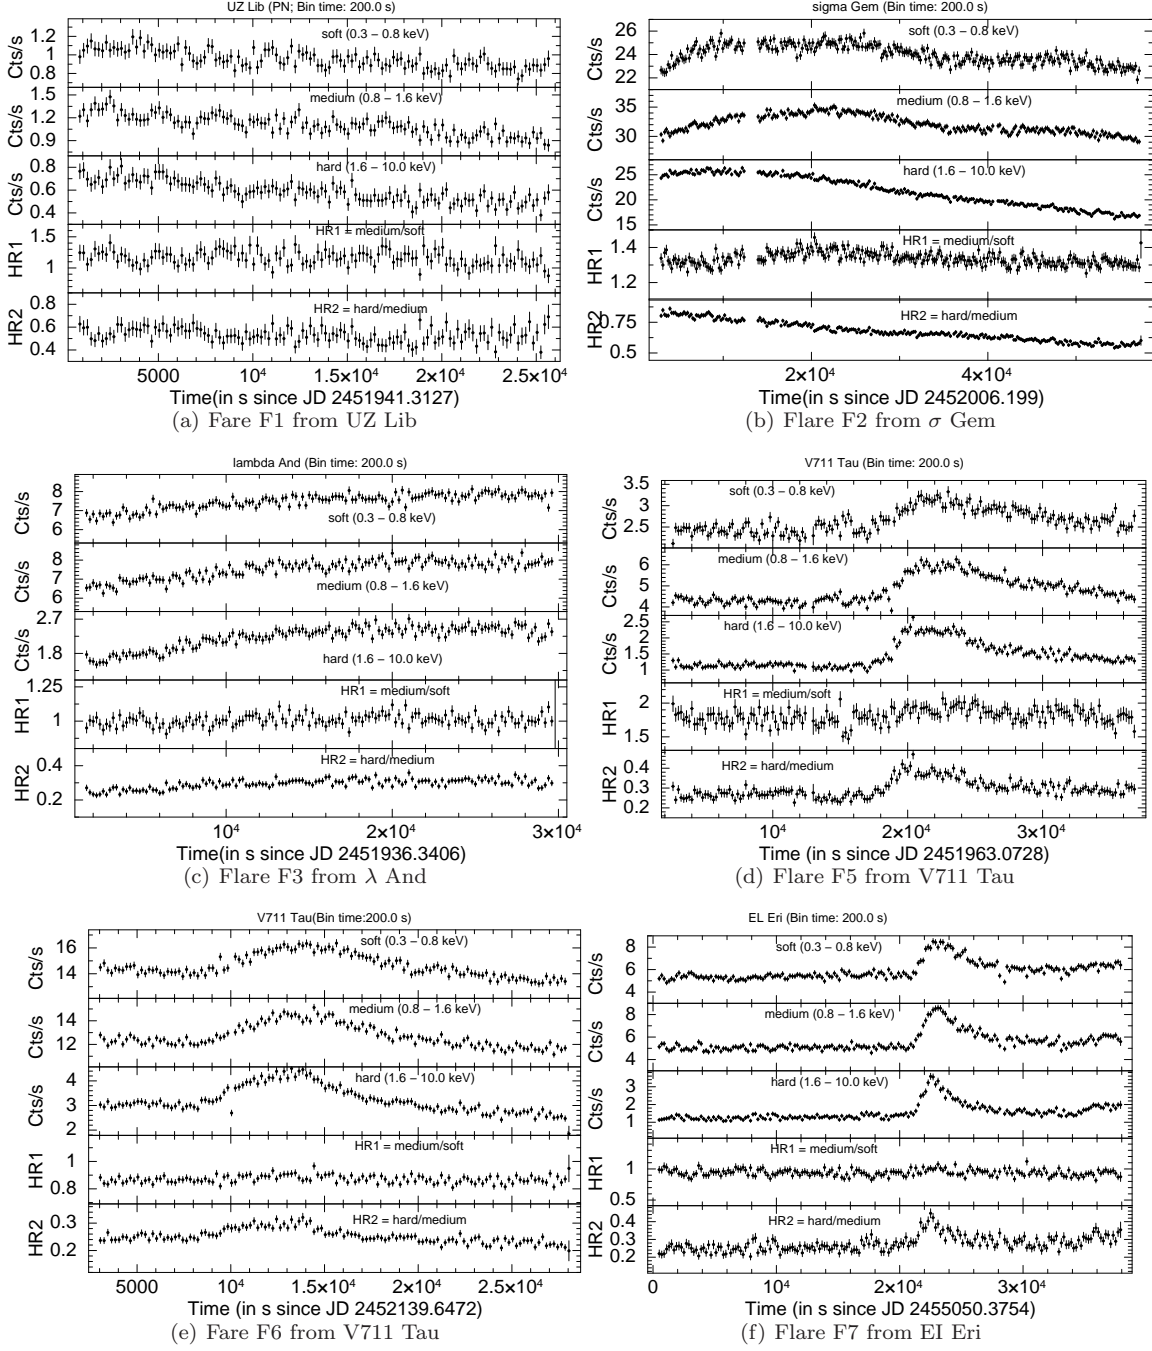 UZ Lib (PN; Bin time: 200.0 s)
soft (0.3 – 0.8 keV)
Cts/s
1.2
1
0.8
medium (0.8 – 1.6 keV)
Cts/s
1.5
1.2
0.9
hard (1.6 – 10.0 keV)
Cts/s
0.8
0.6
0.4
HR1 = medium/soft
HR1
1.5
1
HR2 = hard/medium
HR2
0.8
0.6
0.4
5000 10⁴ 1.5×10⁴ 2×10⁴ 2.5×10⁴
Time(in s since JD 2451941.3127)
(a) Fare F1 from UZ Lib
sigma Gem (Bin time: 200.0 s)
soft (0.3 – 0.8 keV)
Cts/s
26
24
22
medium (0.8 – 1.6 keV)
Cts/s
35
30
hard (1.6 – 10.0 keV)
Cts/s
25
20
15
HR1 = medium/soft
HR1
1.4
1.2
HR2 = hard/medium
HR2
0.75
0.5
2×10⁴ 4×10⁴
Time(in s since JD 2452006.199)
(b) Flare F2 from σ Gem
lambda And (Bin time: 200.0 s)
soft (0.3 – 0.8 keV)
Cts/s
8
7
6
medium (0.8 – 1.6 keV)
Cts/s
8
7
6
hard (1.6 – 10.0 keV)
Cts/s
2.7
1.8
HR1 = medium/soft
HR1
1.25
1
HR2 = hard/medium
HR2
0.4
0.2
10⁴ 2×10⁴ 3×10⁴
Time(in s since JD 2451936.3406)
(c) Flare F3 from λ And
V711 Tau (Bin time: 200.0 s)
soft (0.3 – 0.8 keV)
Cts/s
3.5
3
2.5
medium (0.8 – 1.6 keV)
Cts/s
6
5
4
hard (1.6 – 10.0 keV)
Cts/s
2.5
2
1.5
1
HR1 = medium/soft
HR1
2
1.5
HR2 = hard/medium
HR2
0.4
0.3
0.2
10⁴ 2×10⁴ 3×10⁴
Time(in s since JD 2451963.0728)
(d) Flare F5 from V711 Tau
V711 Tau(Bin time:200.0 s)
soft (0.3 – 0.8 keV)
Cts/s
16
14
medium (0.8 – 1.6 keV)
Cts/s
14
12
hard (1.6 – 10.0 keV)
Cts/s
4
3
2
HR1 = medium/soft
HR1
1
0.8
HR2 = hard/medium
HR2
0.3
0.2
5000 10⁴ 1.5×10⁴ 2×10⁴ 2.5×10⁴
Time (in s since JD 2452139.6472)
(e) Fare F6 from V711 Tau
EL Eri (Bin time: 200.0 s)
soft (0.3 – 0.8 keV)
Cts/s
8
6
4
medium (0.8 – 1.6 keV)
Cts/s
8
6
4
hard (1.6 – 10.0 keV)
Cts/s
3
2
1
HR1 = medium/soft
HR1
1
0.5
HR2 = hard/medium
HR2
0.4
0.3
0.2
0 10⁴ 2×10⁴ 3×10⁴
Time (in s since JD 2455050.3754)
(f) Flare F7 from EI Eri